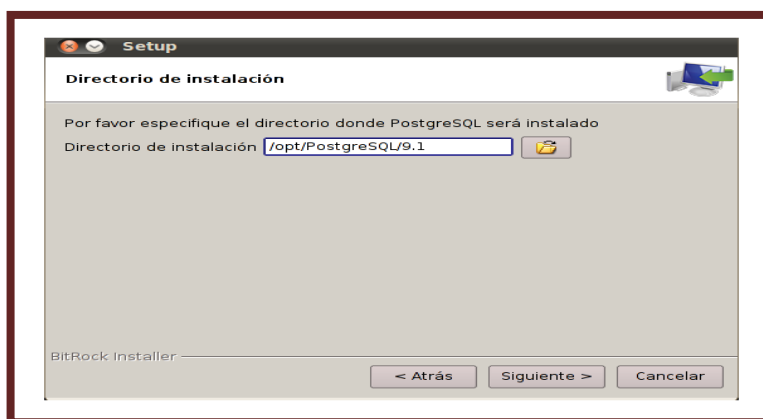 Setup
Directorio de instalación
Por favor especifique el directorio donde PostgreSQL será instalado
Directorio de instalación /opt/PostgreSQL/9.1
BitRock Installer
< Atrás Siguiente > Cancelar